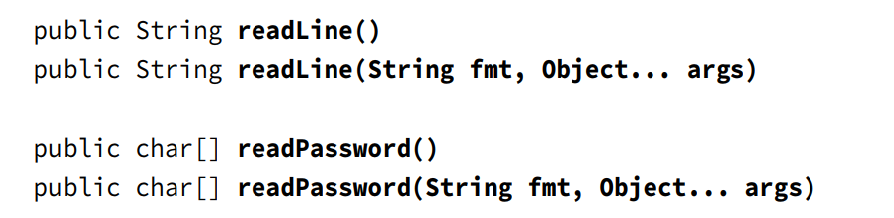 public String readLine()
public String readLine(String fmt, Object... args)
public char[] readPassword()
public char[] readPassword(String fmt, Object... args)